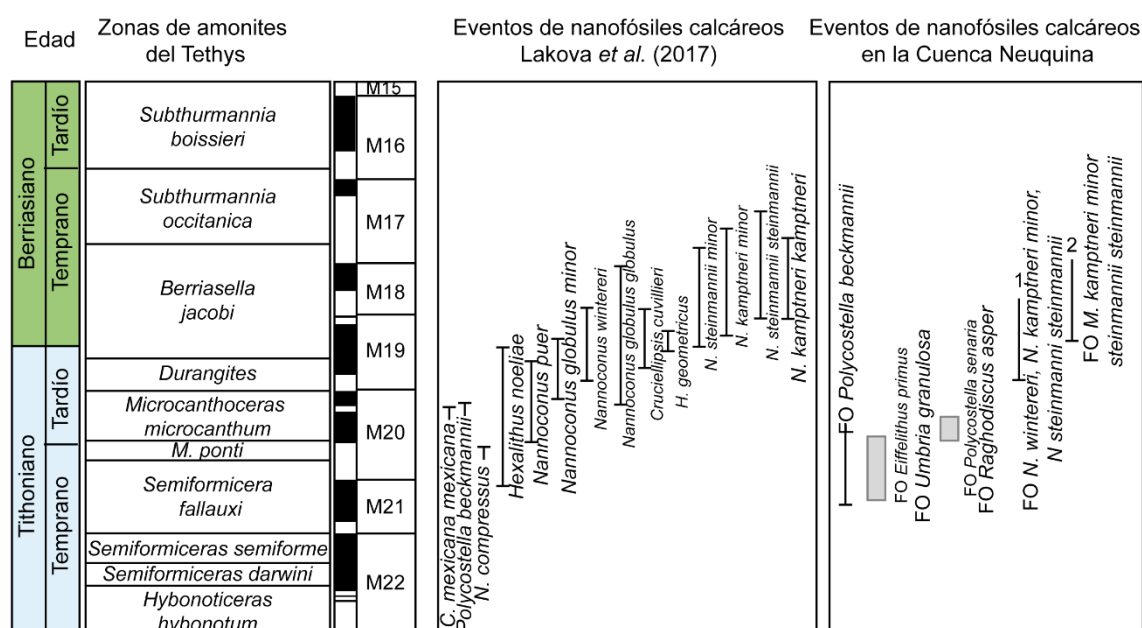 Edad
Zonas de amonites
del Tethys
Eventos de nanofósiles calcáreos
Lakova et al. (2017)
Eventos de nanofósiles calcáreos
en la Cuenca Neuquina
Berriasiano
Tardío
Temprano
Tithoniano
Tardío
Temprano
Subthurmannia
boissieri
Subthurmannia
occitanica
Berriasella
jacobi
Durangites
Microcanthoceras
microcanthum
M. ponti
Semiformicera
fallauxi
Semiformiceras semiforme
Semiformiceras darwini
Hybonoticeras
hybonotum
M15
M16
M17
M18
M19
M20
M21
M22
C. mexicana mexicana
Polycostella beckmannii
N. compressus
Hexalithus noeliae
Nannoconus puer
Nannoconus globulus minor
Nannoconus wintereri
Nannoconus globulus globulus
Cruciellipsis cuvillieri
H. geometricus
N. steinmannii minor
N. kamptneri minor
N. steinmannii steinmannii
N. kamptneri kamptneri
FO Polycostella beckmannii
FO Eiffelithus primus
FO Umbria granulosa
FO Polycostella senaria
FO Raghodiscus asper
1
FO N. wintereri, N. kamptneri minor,
N steinmanni steinmannii
2
FO M. kamptneri minor
steinmannii steinmannii